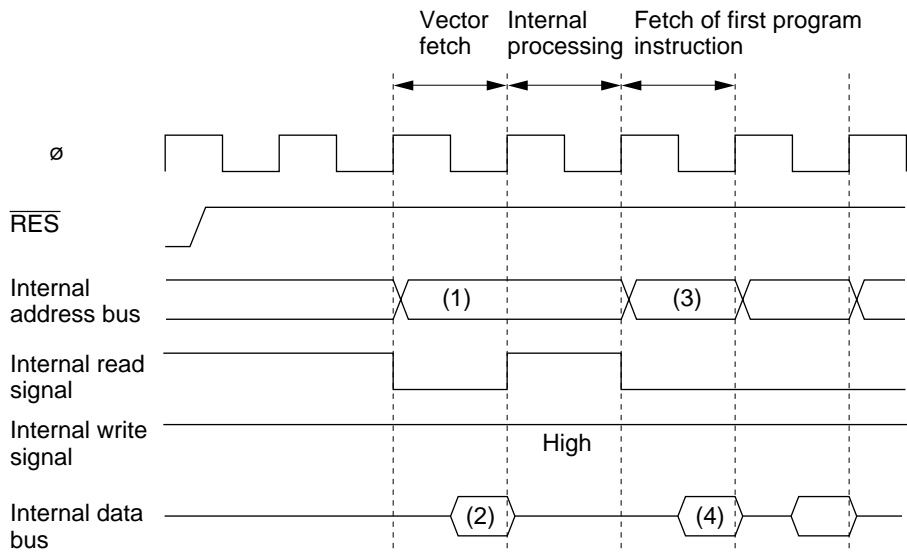 Vector
fetch
Internal
processing
Fetch of first program
instruction
ø
RES
Internal
address bus
(1)
(3)
Internal read
signal
Internal write
signal
High
Internal data
bus
(2)
(4)